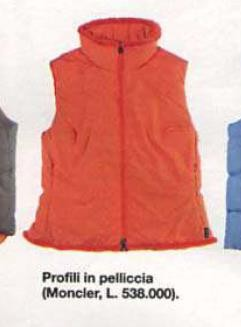 Profili in pelliccia
(Moncler, L. 538.000).